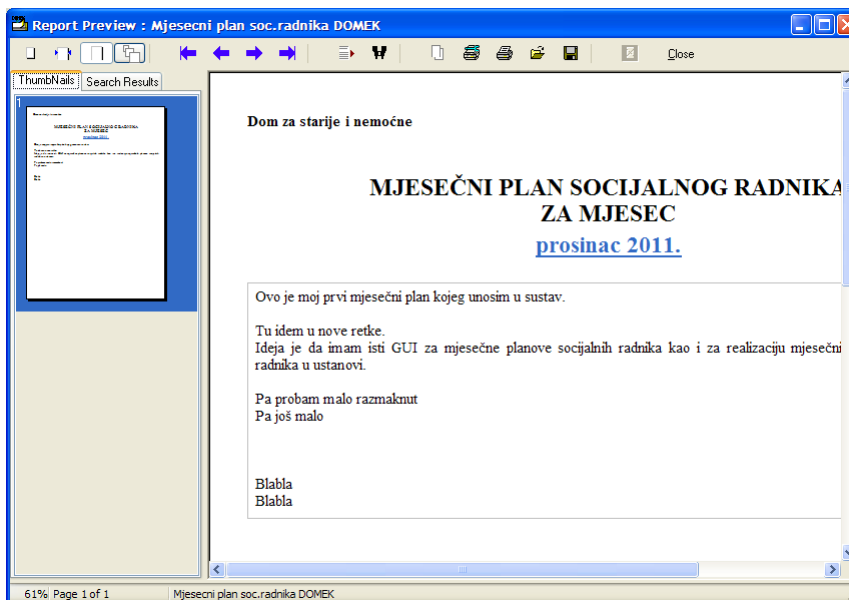 Report Preview : Mjesecni plan soc.radnika DOMEK
Close
ThumbNails
Search Results
1
Dom za starije i nemoćne
MJESEČNI PLAN SOCIJALNOG RADNIKA
ZA MJESEC
prosinac 2011.
Ovo je moj prvi mjesečni plan kojeg unosim u sustav.
Tu idem u nove retke.
Ideja je da imam isti GUI za mjesečne planove socijalnih radnika kao i za realizaciju mjesečni
radnika u ustanovi.
Pa probam malo razmaknut
Pa još malo
Blabla
Blabla
61% Page 1 of 1 Mjesecni plan soc.radnika DOMEK